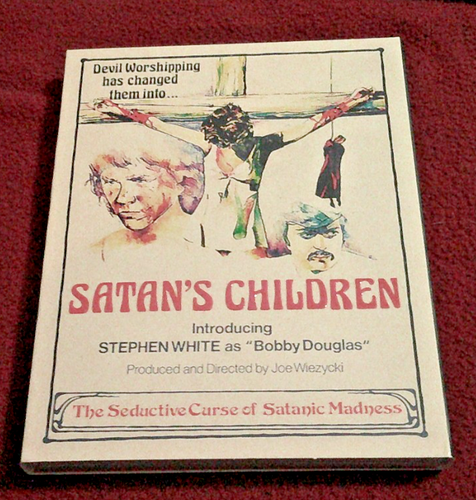 Devil Worshipping
has changed
them into...
SATAN'S CHILDREN
Introducing
STEPHEN WHITE as "Bobby Douglas"
Produced and Directed by Joe Wiezycki
The Seductive Curse of Satanic Madness